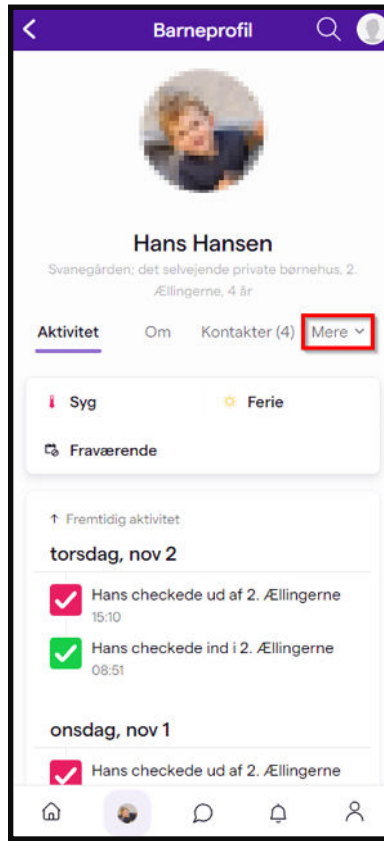 Barneprofil
Hans Hansen
Svanegården; det selvejende private børnehus, 2.
Ællingerne, 4 år
Aktivitet Om Kontakter (4) Mere
Syg Ferie
Fraværende
↑ Fremtidig aktivitet
torsdag, nov 2
Hans checkede ud af 2. Ællingerne
15:10
Hans checkede ind i 2. Ællingerne
08:51
onsdag, nov 1
Hans checkede ud af 2. Ællingerne